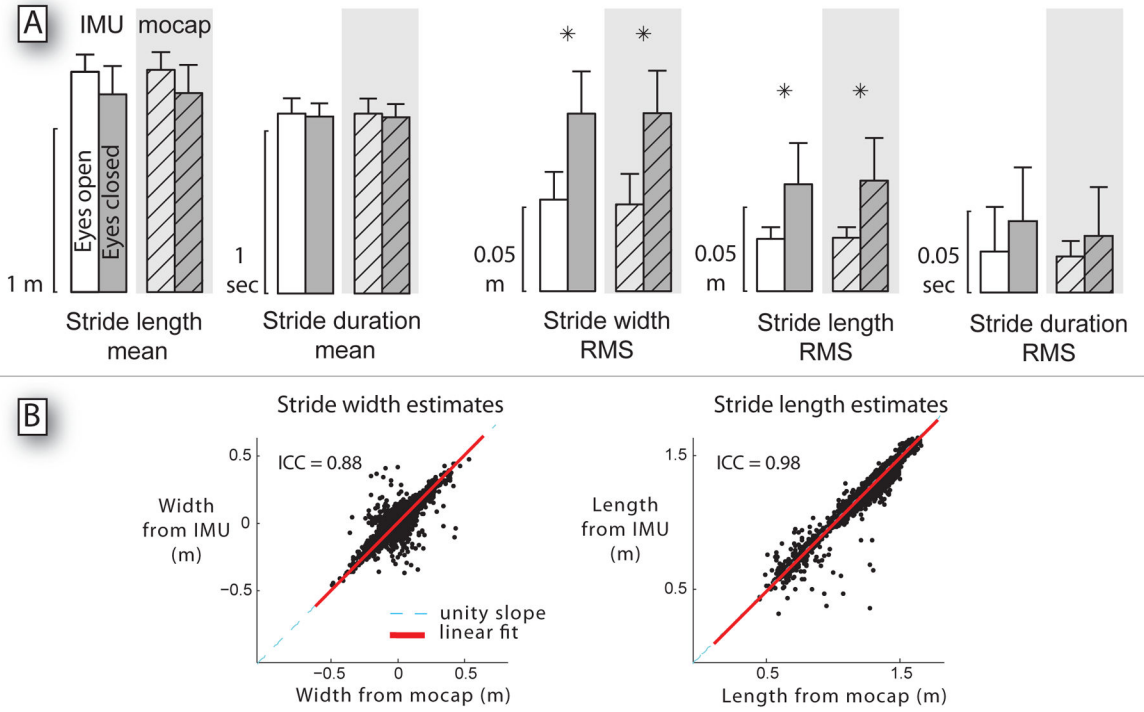 A
IMU mocap
Eyes open
Eyes closed
1 m
1
sec
0.05
m
0.05
m
0.05
sec
Stride length
mean
Stride duration
mean
Stride width
RMS
Stride length
RMS
Stride duration
RMS
B
Stride width estimates
ICC = 0.88
0.5
0
−0.5
Width
from IMU
(m)
unity slope
linear fit
−0.5 0 0.5
Width from mocap (m)
Stride length estimates
ICC = 0.98
1.5
0.5
Length
from IMU
(m)
0.5 1.5
Length from mocap (m)